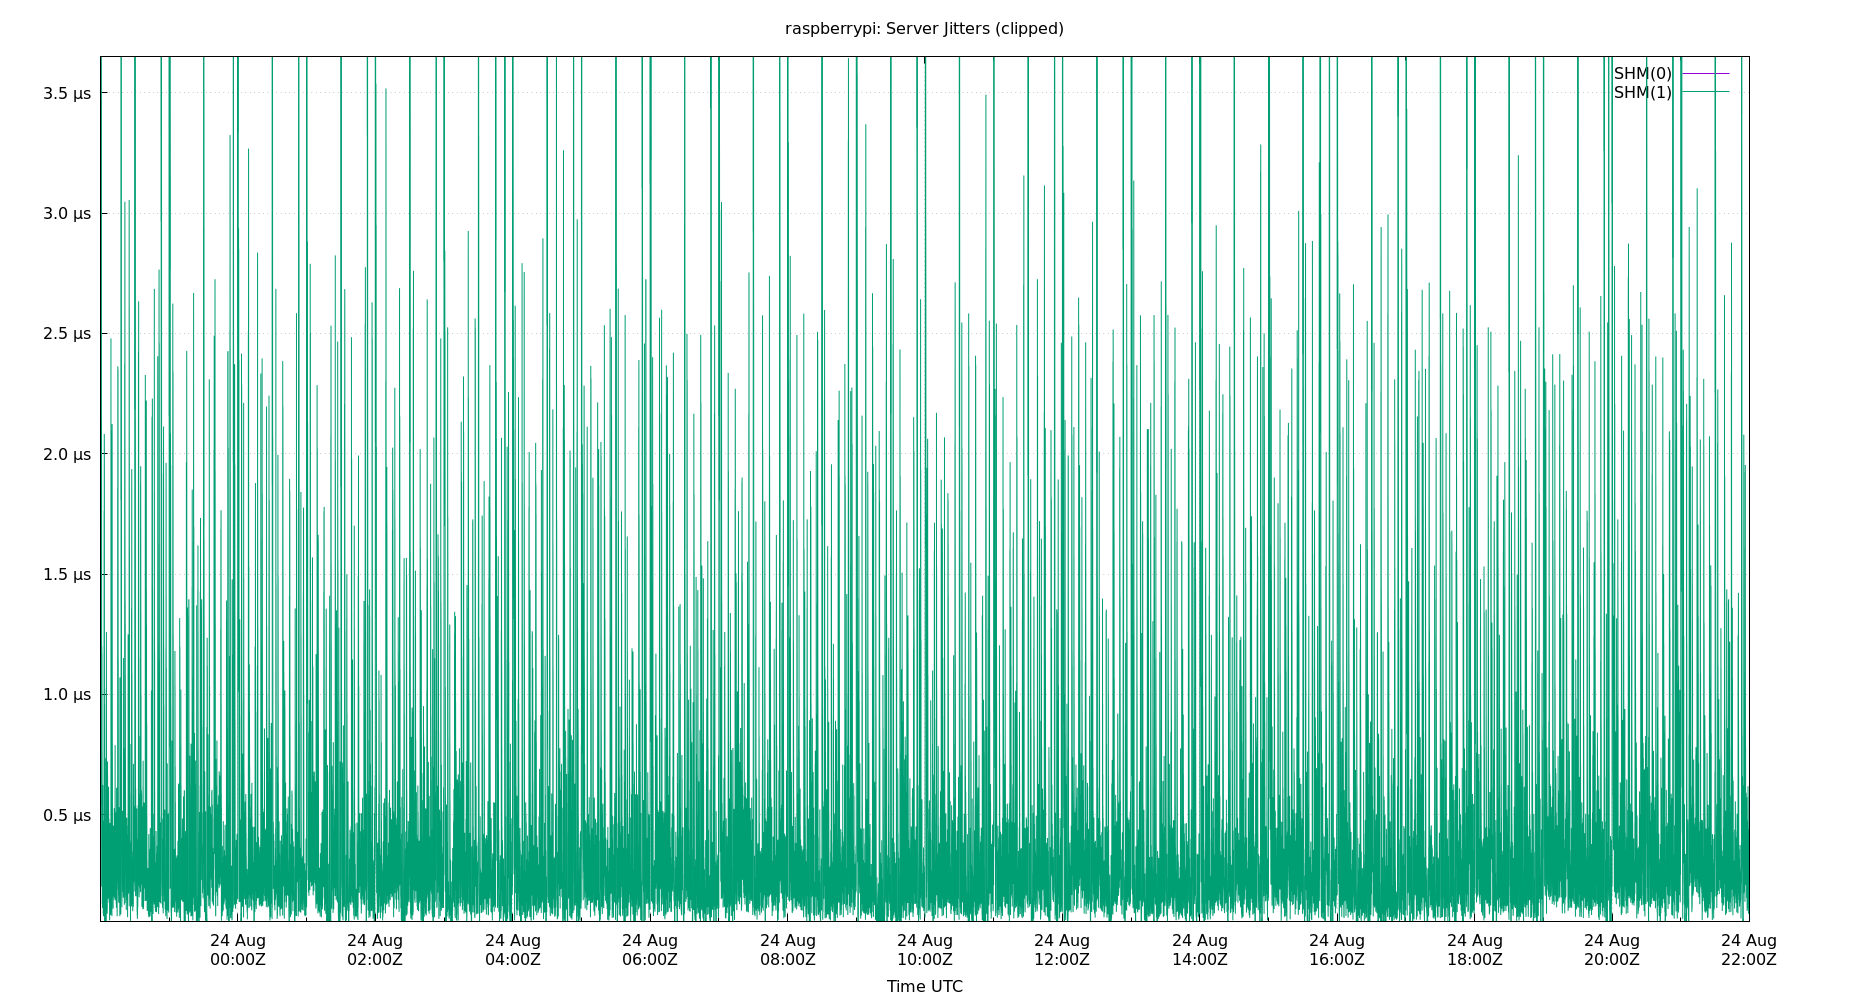 raspberrypi: Server Jitters (clipped)
SHM(0)
SHM(1)
3.5 µs
3.0 µs
2.5 µs
2.0 µs
1.5 µs
1.0 µs
0.5 µs
24 Aug 24 Aug 24 Aug 24 Aug 24 Aug 24 Aug 24 Aug 24 Aug 24 Aug 24 Aug 24 Aug 24 Aug
00:00Z 02:00Z 04:00Z 06:00Z 08:00Z 10:00Z 12:00Z 14:00Z 16:00Z 18:00Z 20:00Z 22:00Z
Time UTC